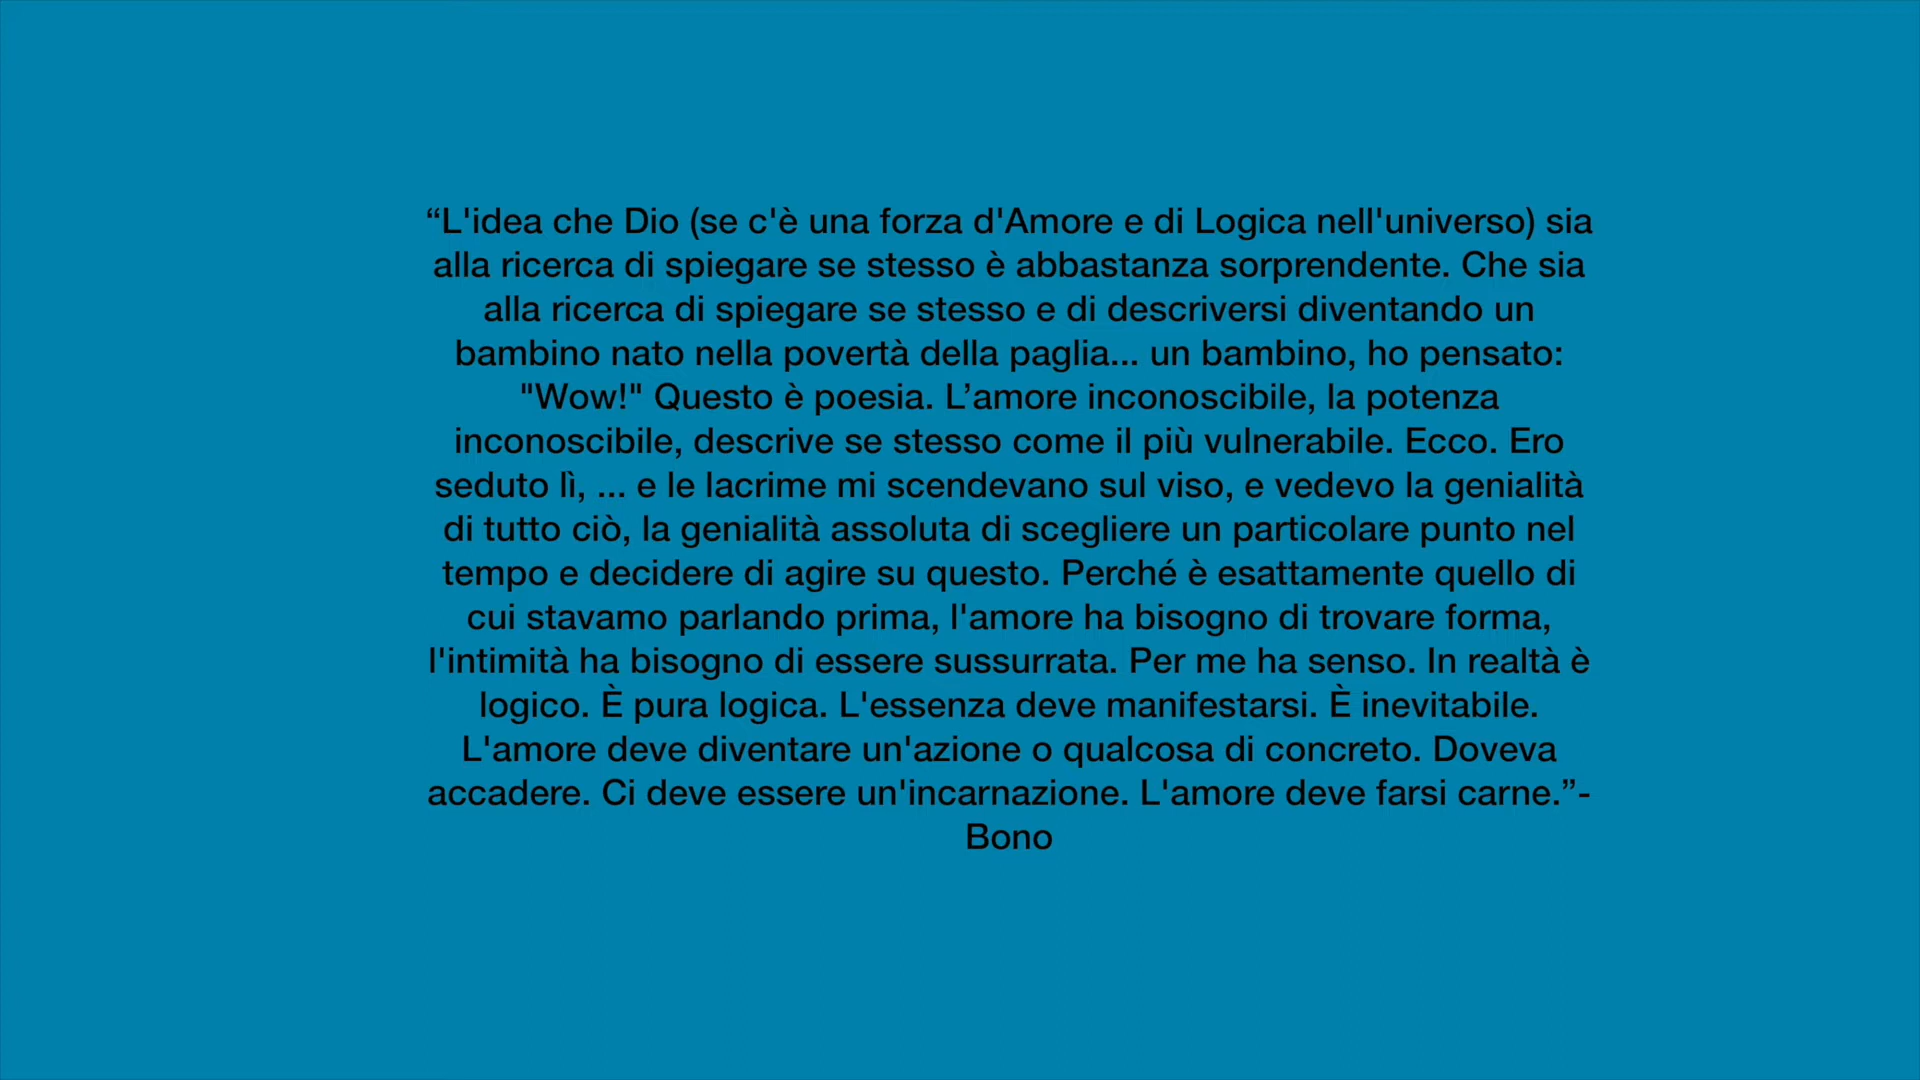 “L'idea che Dio (se c'è una forza d'Amore e di Logica nell'universo) sia
alla ricerca di spiegare se stesso è abbastanza sorprendente. Che sia
alla ricerca di spiegare se stesso e di descriversi diventando un
bambino nato nella povertà della paglia... un bambino, ho pensato:
"Wow!" Questo è poesia. L’amore inconoscibile, la potenza
inconoscibile, descrive se stesso come il più vulnerabile. Ecco. Ero
seduto lì, ... e le lacrime mi scendevano sul viso, e vedevo la genialità
di tutto ciò, la genialità assoluta di scegliere un particolare punto nel
tempo e decidere di agire su questo. Perché è esattamente quello di
cui stavamo parlando prima, l'amore ha bisogno di trovare forma,
l'intimità ha bisogno di essere sussurrata. Per me ha senso. In realtà è
logico. È pura logica. L'essenza deve manifestarsi. È inevitabile.
L'amore deve diventare un'azione o qualcosa di concreto. Doveva
accadere. Ci deve essere un'incarnazione. L'amore deve farsi carne.”-
Bono